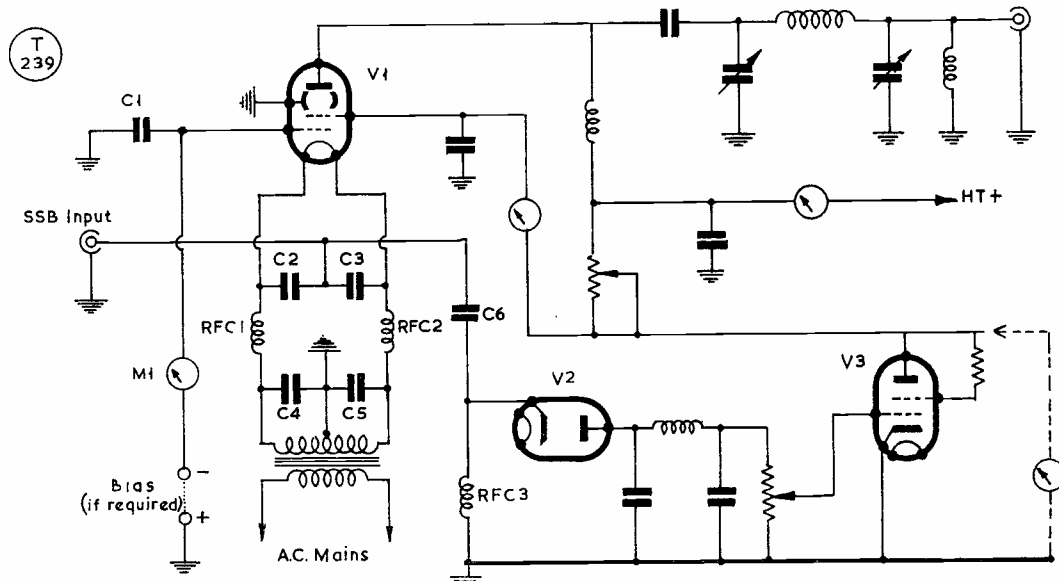 T
239
C1
V1
SSB Input
C2
C3
RFC1
RFC2
C6
HT+
M1
C4
C5
V2
V3
Bias
(if required)
-
+
RFC3
A.C. Mains